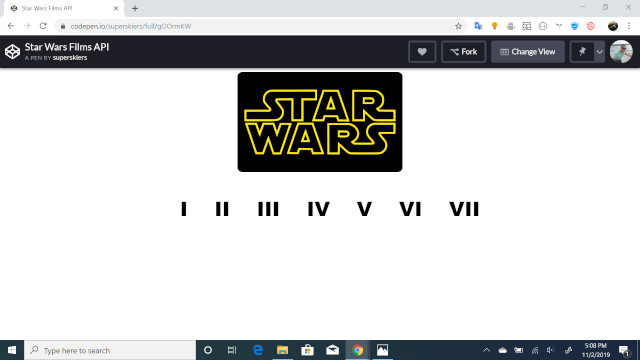 Star Wars Films API
codepen.io/superskiers/full/gOOrmKW
Star Wars Films API
A PEN BY superskiers
Fork
Change View
STAR
WARS
I II III IV V VI VII
Type here to search
5:08 PM
11/2/2019